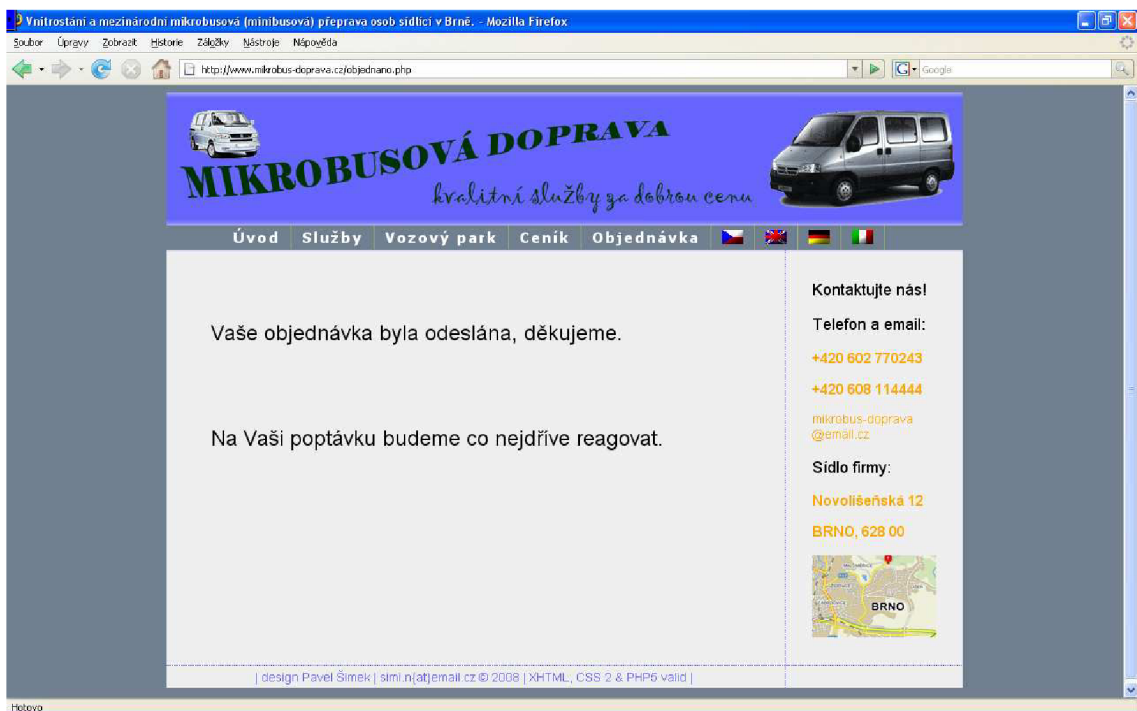 Vnitrostání a mezinárodní mikrobusová (minibusová) přeprava osob sídlící v Brně. - Mozilla Firefox
Soubor Úpravy Zobrazit Historie Záložky Nástroje Nápověda
http://www.mikrobus-doprava.cz/objednano.php
Google
MIKROBUSOVÁ DOPRAVA
kvalitní služby za dobrou cenu
Úvod Služby Vozový park Ceník Objednávka
Kontaktujte nás!
Telefon a email:
+420 602 770243
+420 608 114444
mikrobus-doprava
@email.cz
Sídlo firmy:
Novolíšeňská 12
BRNO, 628 00
BRNO
Vaše objednávka byla odeslána, děkujeme.
Na Vaši poptávku budeme co nejdříve reagovat.
| design Pavel Šimek | simi.n{at}email.cz © 2008 | XHTML, CSS 2 & PHP5 valid |
Hotovo